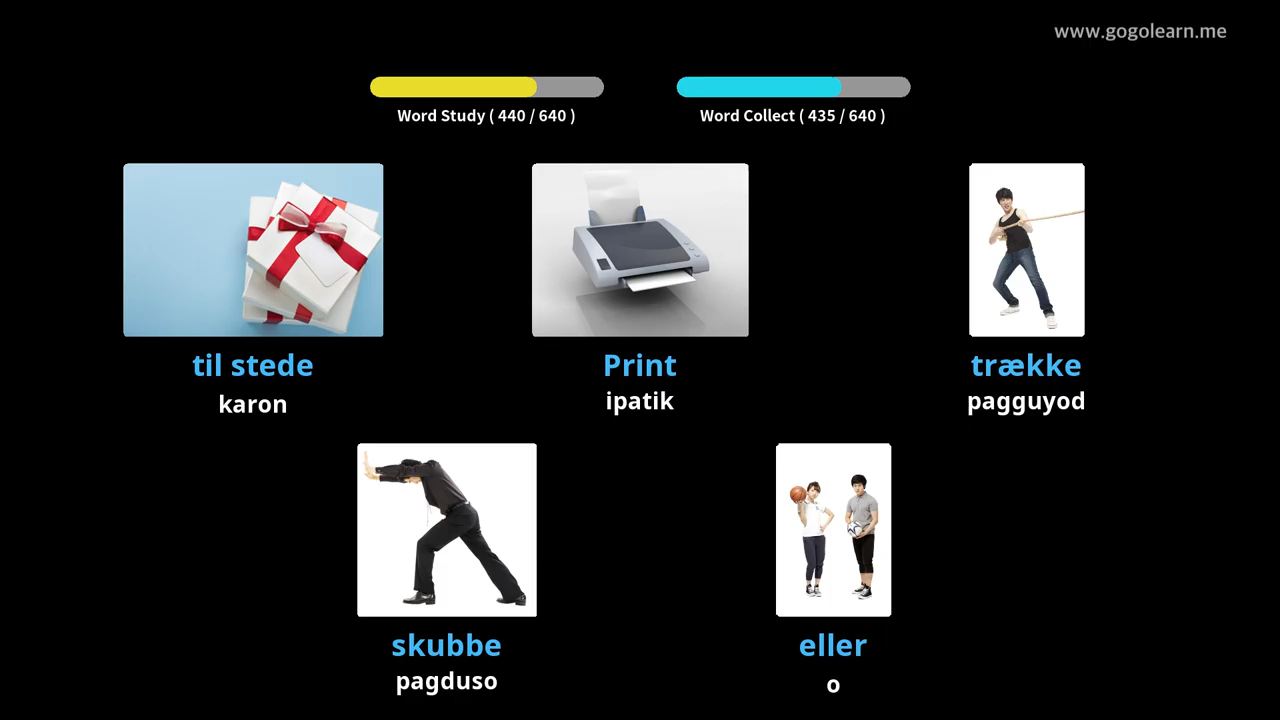 www.gogolearn.me
Word Study ( 440 / 640 )
Word Collect ( 435 / 640 )
til stede
karon
Print
ipatik
trække
pagguyod
skubbe
pagduso
eller
o